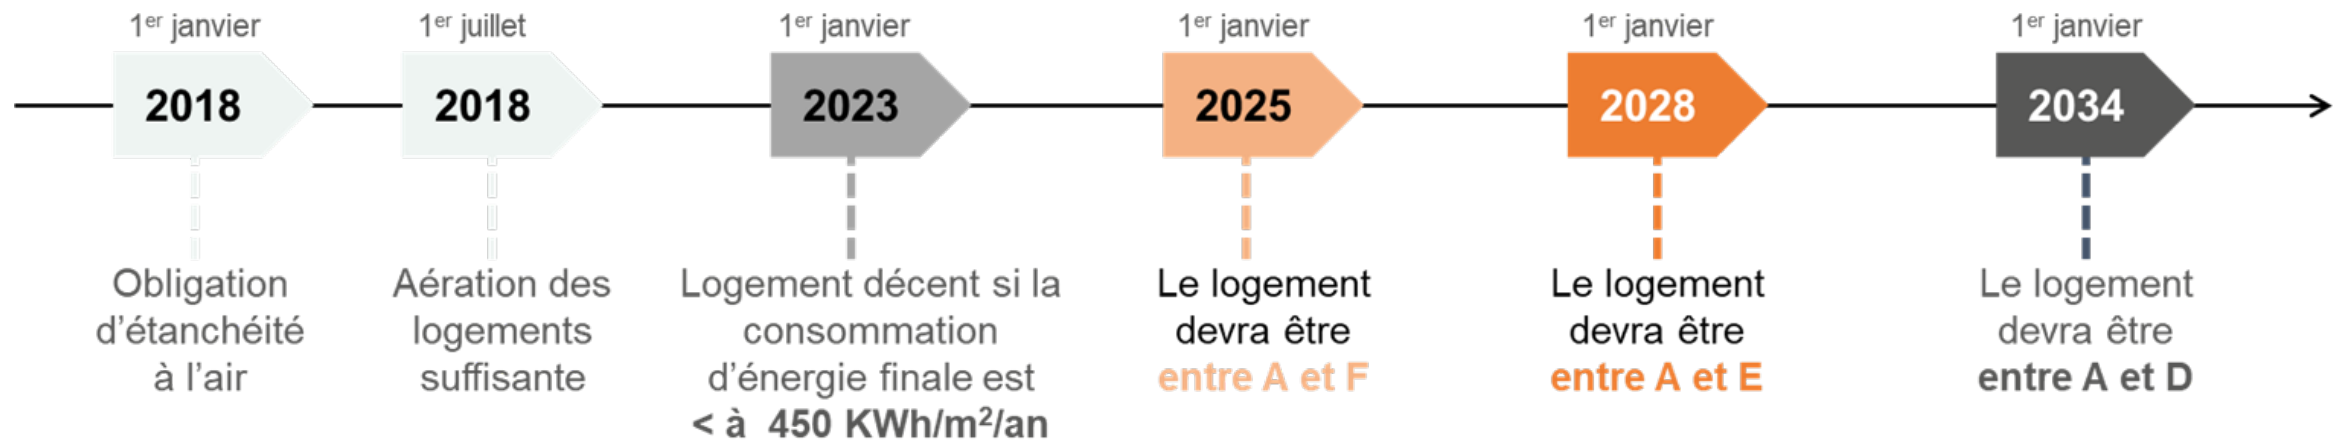 1er janvier
2018
Obligation
d’étanchéité
à l’air
1er juillet
2018
Aération des
logements
suffisante
1er janvier
2023
Logement décent si la
consommation
d’énergie finale est
< à 450 KWh/m²/an
1er janvier
2025
Le logement
devra être
entre A et F
1er janvier
2028
Le logement
devra être
entre A et E
1er janvier
2034
Le logement
devra être
entre A et D